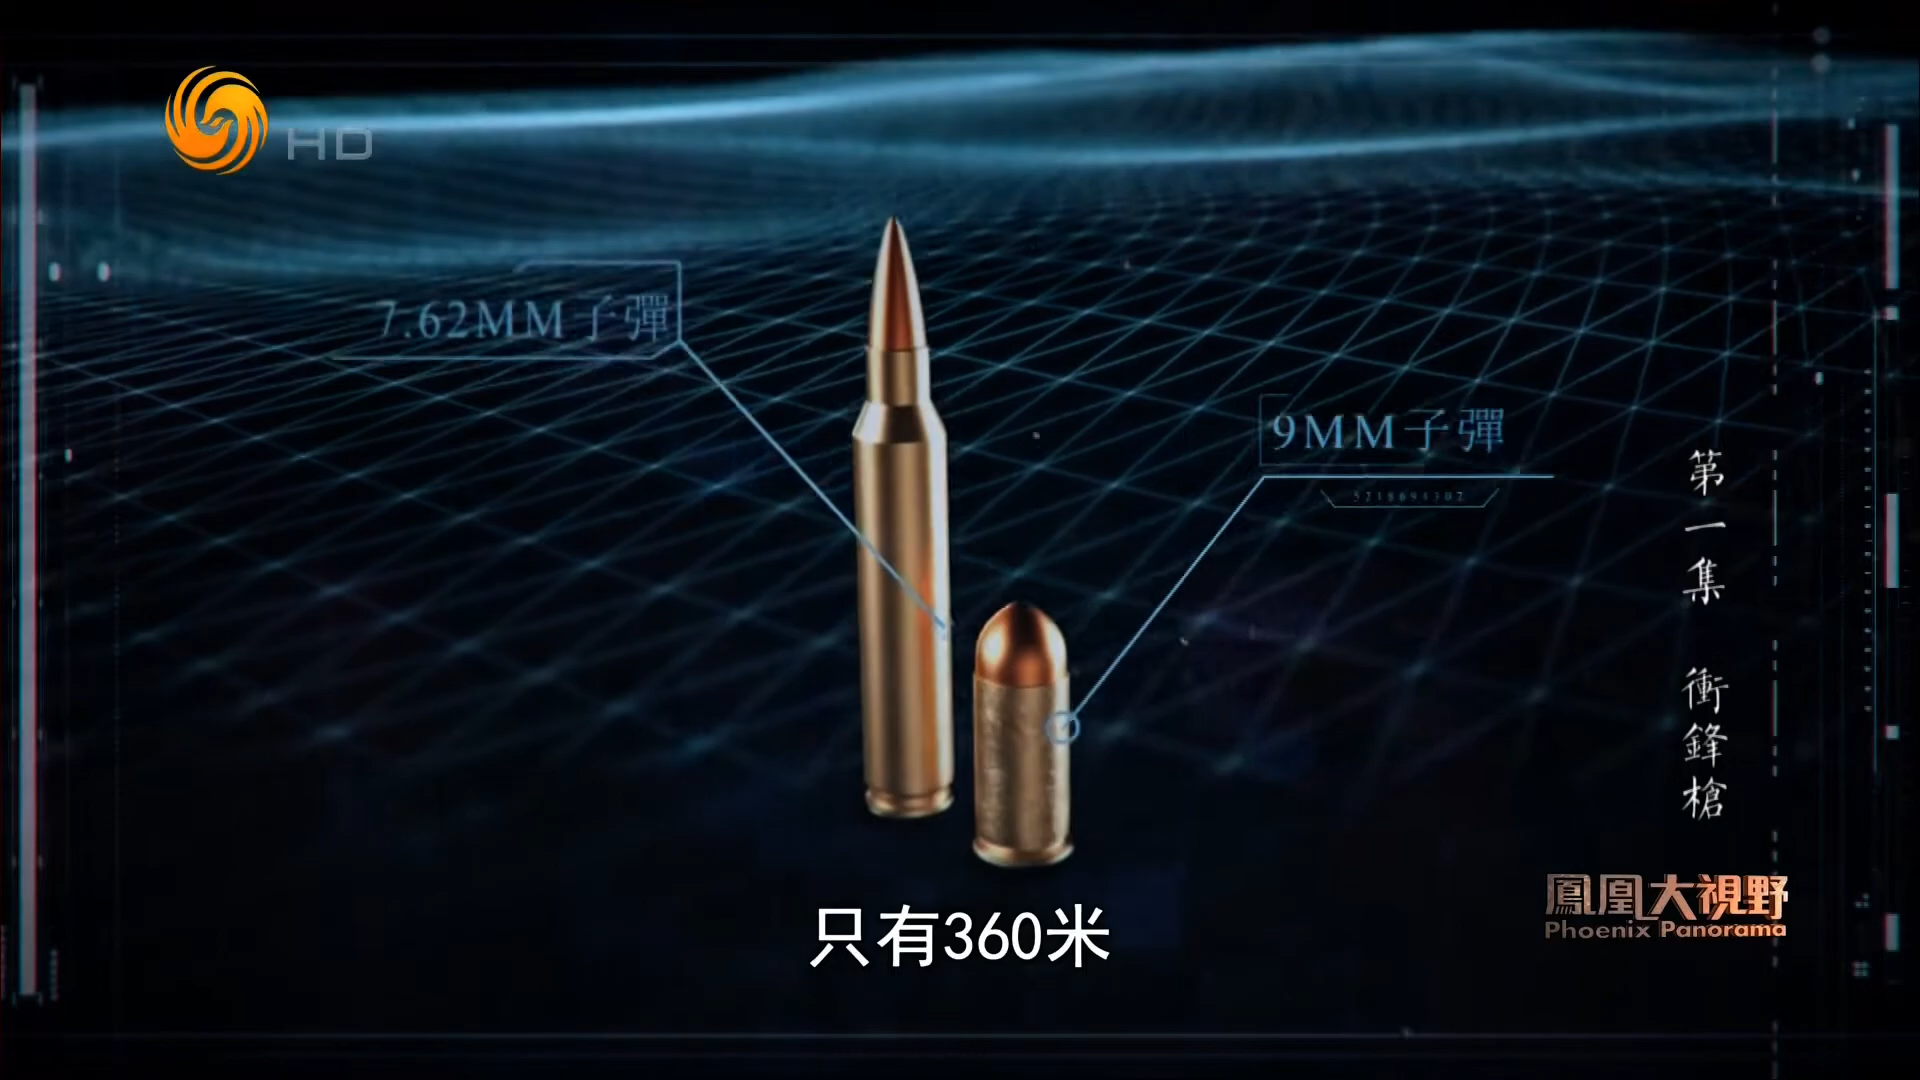 HD
7.62MM子彈
9MM子彈
5718694307
第一集 衝鋒槍
鳳凰大視野
Phoenix Panorama
只有360米